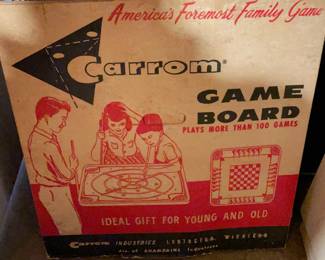 America's Foremost Family Game
Carrom®
GAME
BOARD
PLAYS MORE THAN 100 GAMES
IDEAL GIFT FOR YOUNG AND OLD
Carrom INDUSTRIES LUDINGTON, MICHIGAN